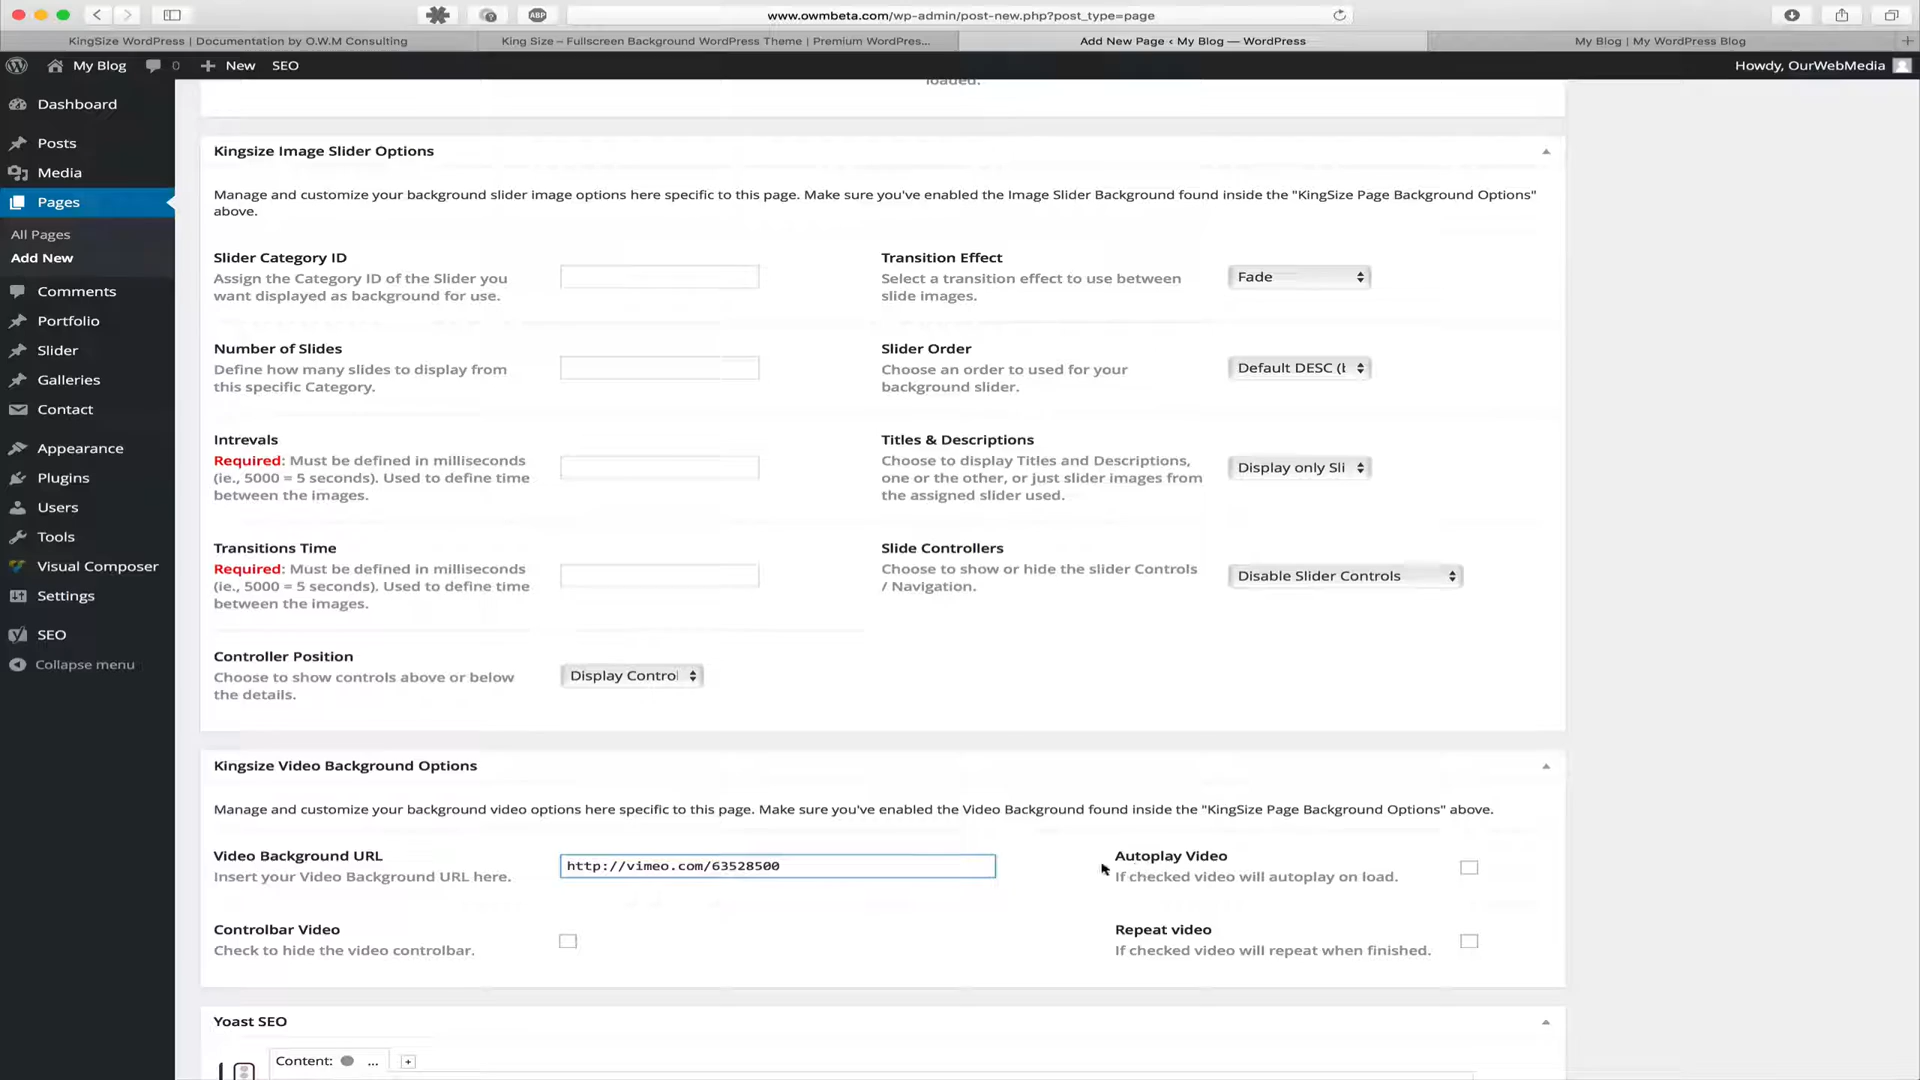 www.owmbeta.com/wp-admin/post-new.php?post_type=page
ABP
KingSize WordPress | Documentation by O.W.M Consulting
King Size – Fullscreen Background WordPress Theme | Premium WordPres...
Add New Page ‹ My Blog — WordPress
My Blog | My WordPress Blog
My Blog
0
New
SEO
Howdy, OurWebMedia
Dashboard
Posts
Media
Pages
All Pages
Add New
Comments
Portfolio
Slider
Galleries
Contact
Appearance
Plugins
Users
Tools
Visual Composer
Settings
SEO
Collapse menu
loaded.
Kingsize Image Slider Options
Manage and customize your background slider image options here specific to this page. Make sure you've enabled the Image Slider Background found inside the "KingSize Page Background Options"
above.
Slider Category ID
Assign the Category ID of the Slider you
want displayed as background for use.
Transition Effect
Select a transition effect to use between
slide images.
Fade
Number of Slides
Define how many slides to display from
this specific Category.
Slider Order
Choose an order to used for your
background slider.
Default DESC (b
Intrevals
Required: Must be defined in milliseconds
(ie., 5000 = 5 seconds). Used to define time
between the images.
Titles & Descriptions
Choose to display Titles and Descriptions,
one or the other, or just slider images from
the assigned slider used.
Display only Sli
Transitions Time
Required: Must be defined in milliseconds
(ie., 5000 = 5 seconds). Used to define time
between the images.
Slide Controllers
Choose to show or hide the slider Controls
/ Navigation.
Disable Slider Controls
Controller Position
Choose to show controls above or below
the details.
Display Control
Kingsize Video Background Options
Manage and customize your background video options here specific to this page. Make sure you've enabled the Video Background found inside the "KingSize Page Background Options" above.
Video Background URL
Insert your Video Background URL here.
http://vimeo.com/63528500
Autoplay Video
If checked video will autoplay on load.
Controlbar Video
Check to hide the video controlbar.
Repeat video
If checked video will repeat when finished.
Yoast SEO
Content:
...
+